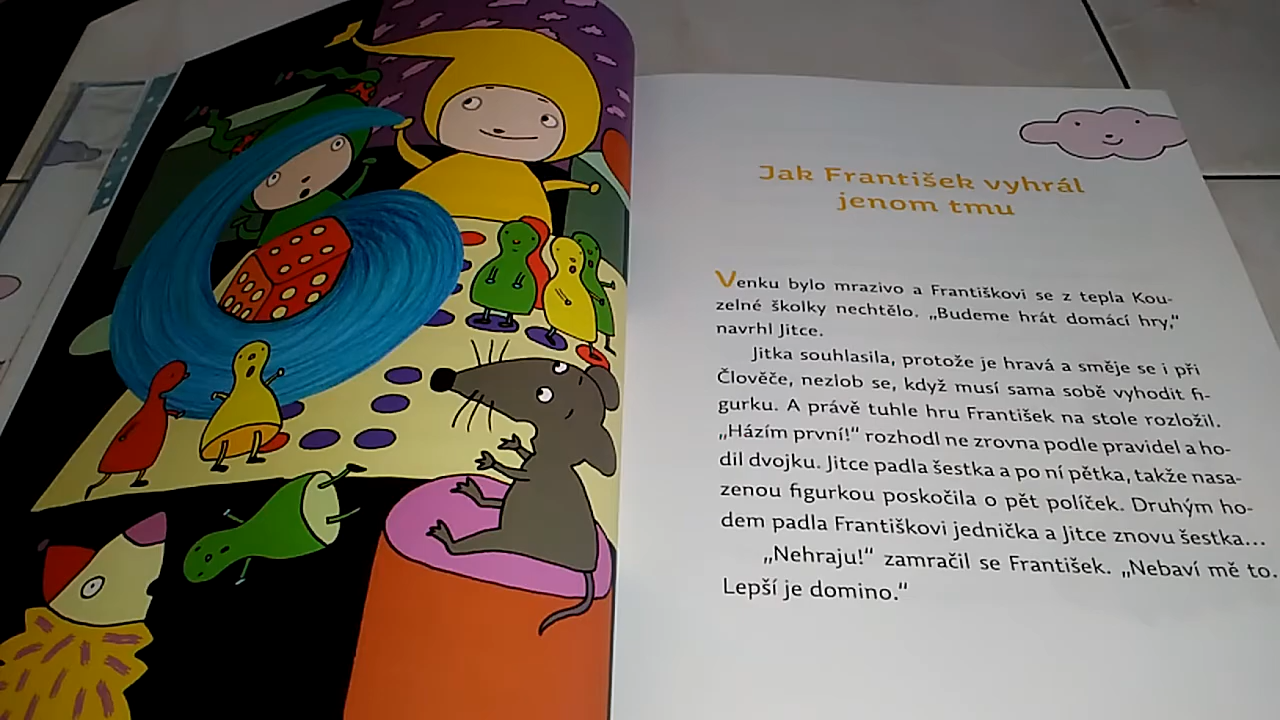 Jak František vyhrál
jenom tmu
Venku bylo mrazivo a Františkovi se z tepla Kou-
zelné školky nechtělo. „Budeme hrát domácí hry,“
navrhl Jitce.
Jitka souhlasila, protože je hravá a směje se i při
Člověče, nezlob se, když musí sama sobě vyhodit fi-
gurku. A právě tuhle hru František na stole rozložil.
„Házím první!“ rozhodl ne zrovna podle pravidel a ho-
dil dvojku. Jitce padla šestka a po ní pětka, takže nasa-
zenou figurkou poskočila o pět políček. Druhým ho-
dem padla Františkovi jednička a Jitce znovu šestka...
„Nehraju!“ zamračil se František. „Nebaví mě to.
Lepší je domino.“